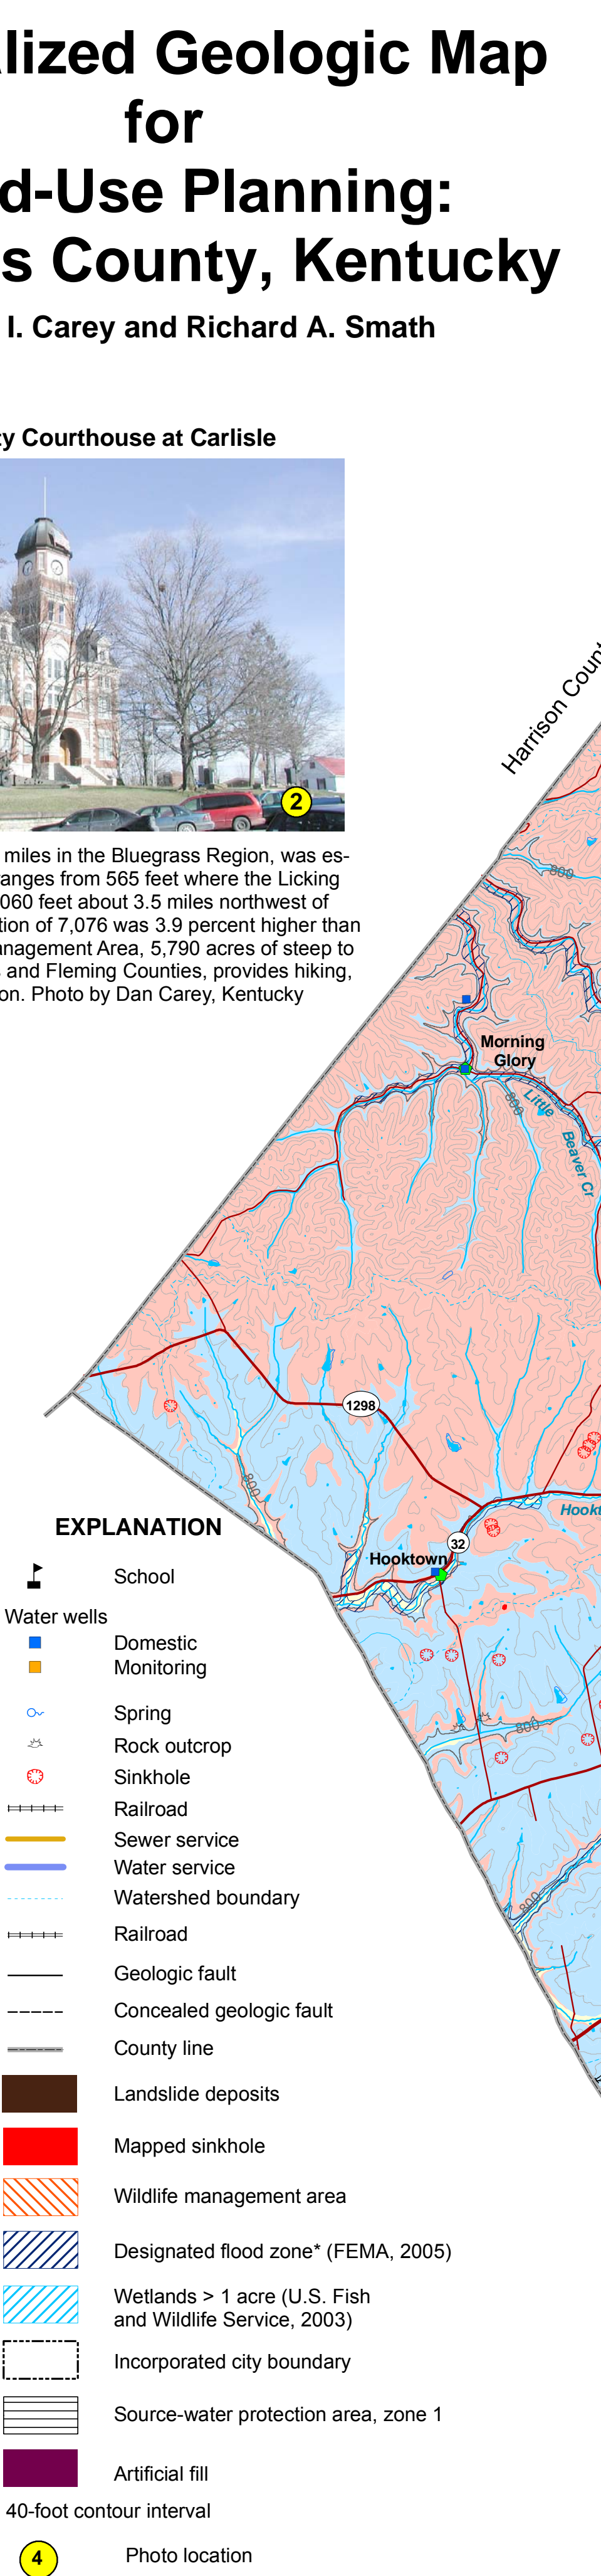 lized Geologic Map
for
d-Use Planning:
s County, Kentucky
I. Carey and Richard A. Smath
ty Courthouse at Carlisle
2
miles in the Bluegrass Region, was es-
ranges from 565 feet where the Licking
060 feet about 3.5 miles northwest of
tion of 7,076 was 3.9 percent higher than
anagement Area, 5,790 acres of steep to
s and Fleming Counties, provides hiking,
on. Photo by Dan Carey, Kentucky
Harrison Count
800
Morning
Glory
800
Little
Beaver Cr
1298
800
Hookt
32
Hooktown
800
800
EXPLANATION
School
Water wells
Domestic
Monitoring
Spring
Rock outcrop
Sinkhole
Railroad
Sewer service
Water service
Watershed boundary
Railroad
Geologic fault
Concealed geologic fault
County line
Landslide deposits
Mapped sinkhole
Wildlife management area
Designated flood zone* (FEMA, 2005)
Wetlands > 1 acre (U.S. Fish
and Wildlife Service, 2003)
Incorporated city boundary
Source-water protection area, zone 1
Artificial fill
40-foot contour interval
4
Photo location